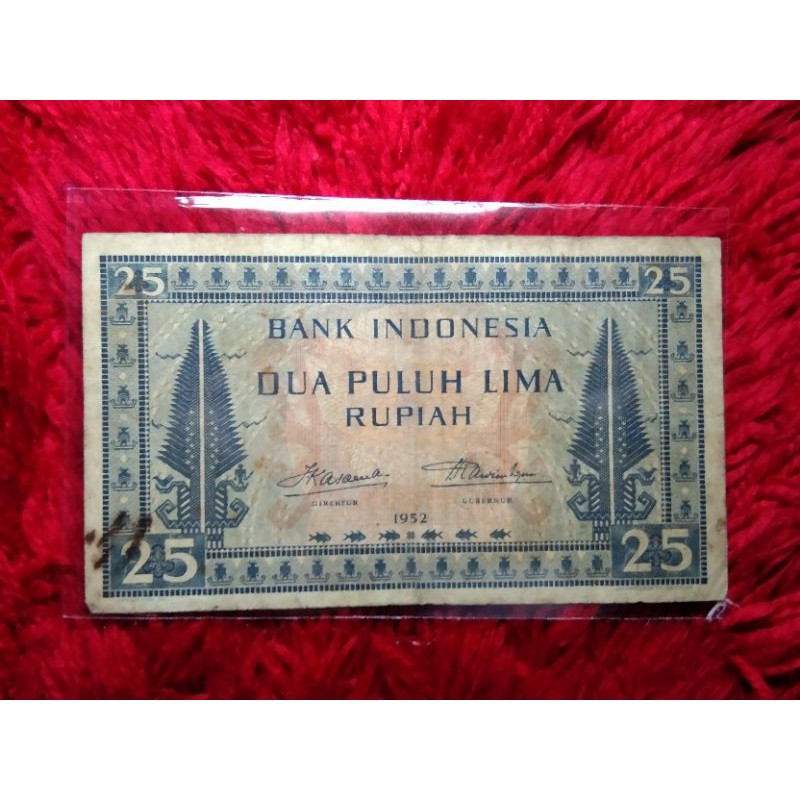 25 25
BANK INDONESIA
DUA PULUH LIMA
RUPIAH
DIREKTUR GUBERNUR
1952
25 25